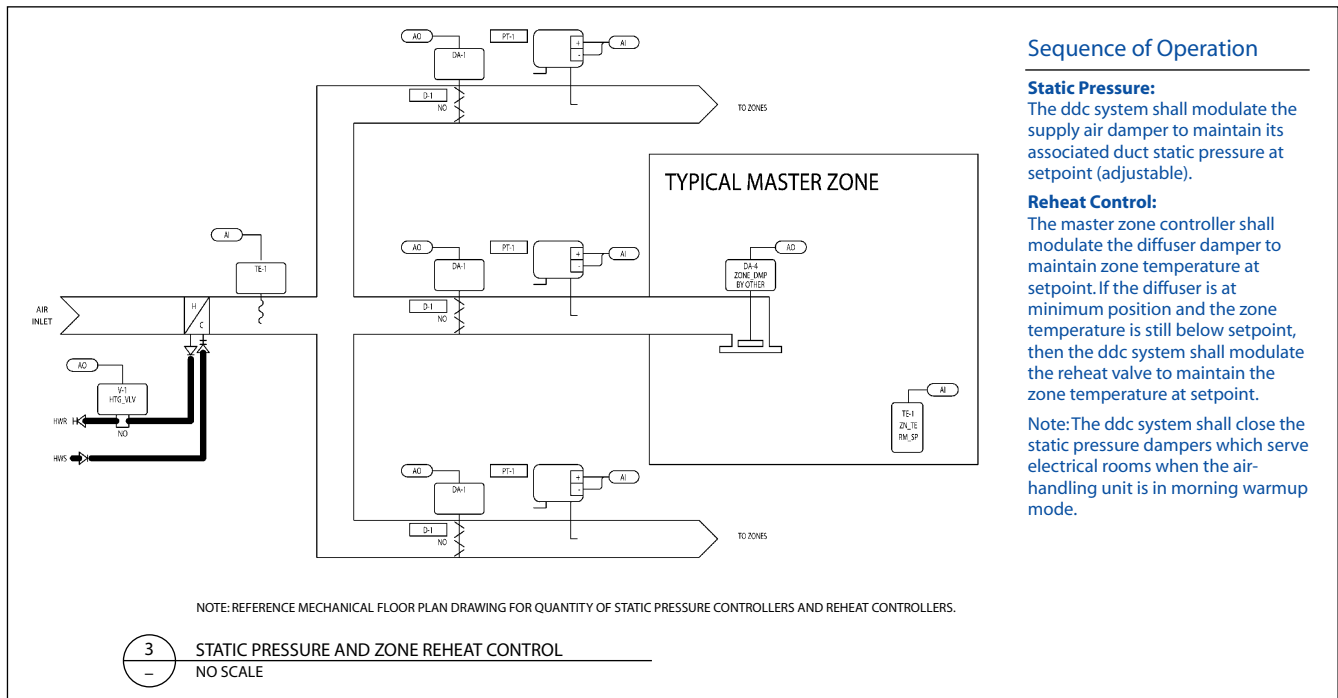 AO
PT-1
AI
DA-1
+
-
D-1
NO
TO ZONES
TYPICAL MASTER ZONE
AI
TE-1
AO
PT-1
AI
DA-1
+
-
D-1
NO
AO
DA-4
ZONE_DMP
BY OTHER
AIR
INLET
H
C
AO
V-1
HTG_VLV
NO
HWR
HWS
AI
TE-1
ZN_TE
RM_SP
AO
PT-1
AI
DA-1
+
-
D-1
NO
TO ZONES
NOTE: REFERENCE MECHANICAL FLOOR PLAN DRAWING FOR QUANTITY OF STATIC PRESSURE CONTROLLERS AND REHEAT CONTROLLERS.
3
–
STATIC PRESSURE AND ZONE REHEAT CONTROL
NO SCALE
Sequence of Operation
Static Pressure:
The ddc system shall modulate the
supply air damper to maintain its
associated duct static pressure at
setpoint (adjustable).
Reheat Control:
The master zone controller shall
modulate the diffuser damper to
maintain zone temperature at
setpoint. If the diffuser is at
minimum position and the zone
temperature is still below setpoint,
then the ddc system shall modulate
the reheat valve to maintain the
zone temperature at setpoint.
Note: The ddc system shall close the
static pressure dampers which serve
electrical rooms when the air-
handling unit is in morning warmup
mode.